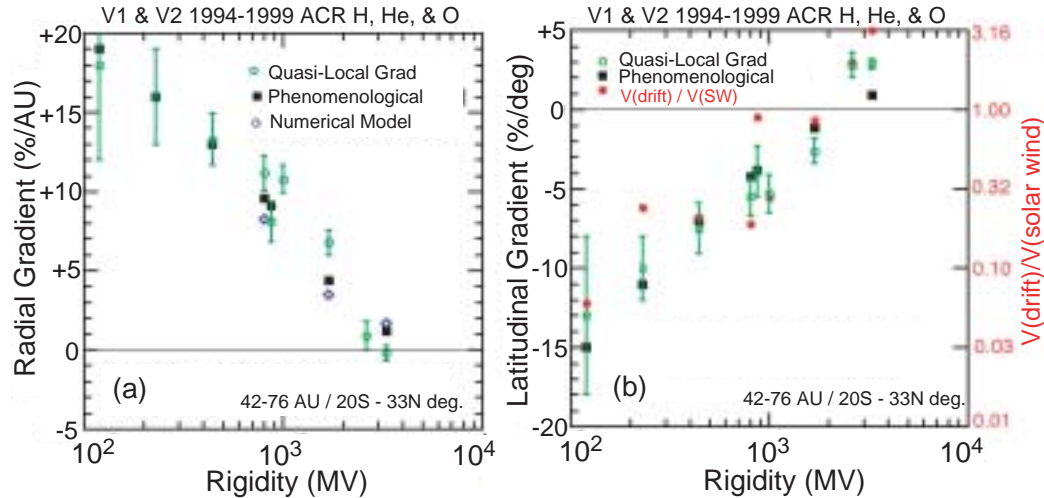 V1 & V2 1994-1999 ACR H, He, & O
+20
+15
+10
+5
0
-5
Radial Gradient (%/AU)
Quasi-Local Grad
Phenomenological
Numerical Model
(a)
42-76 AU / 20S - 33N deg.
10² 10³ 10⁴
Rigidity (MV)
V1 & V2 1994-1999 ACR H, He, & O
+5
0
-5
-10
-15
-20
Latitudinal Gradient (%/deg)
Quasi-Local Grad
Phenomenological
V(drift) / V(SW)
(b)
42-76 AU / 20S - 33N deg.
10² 10³ 10⁴
Rigidity (MV)
3.16
1.00
0.32
0.10
0.03
0.01
V(drift)/V(solar wind)